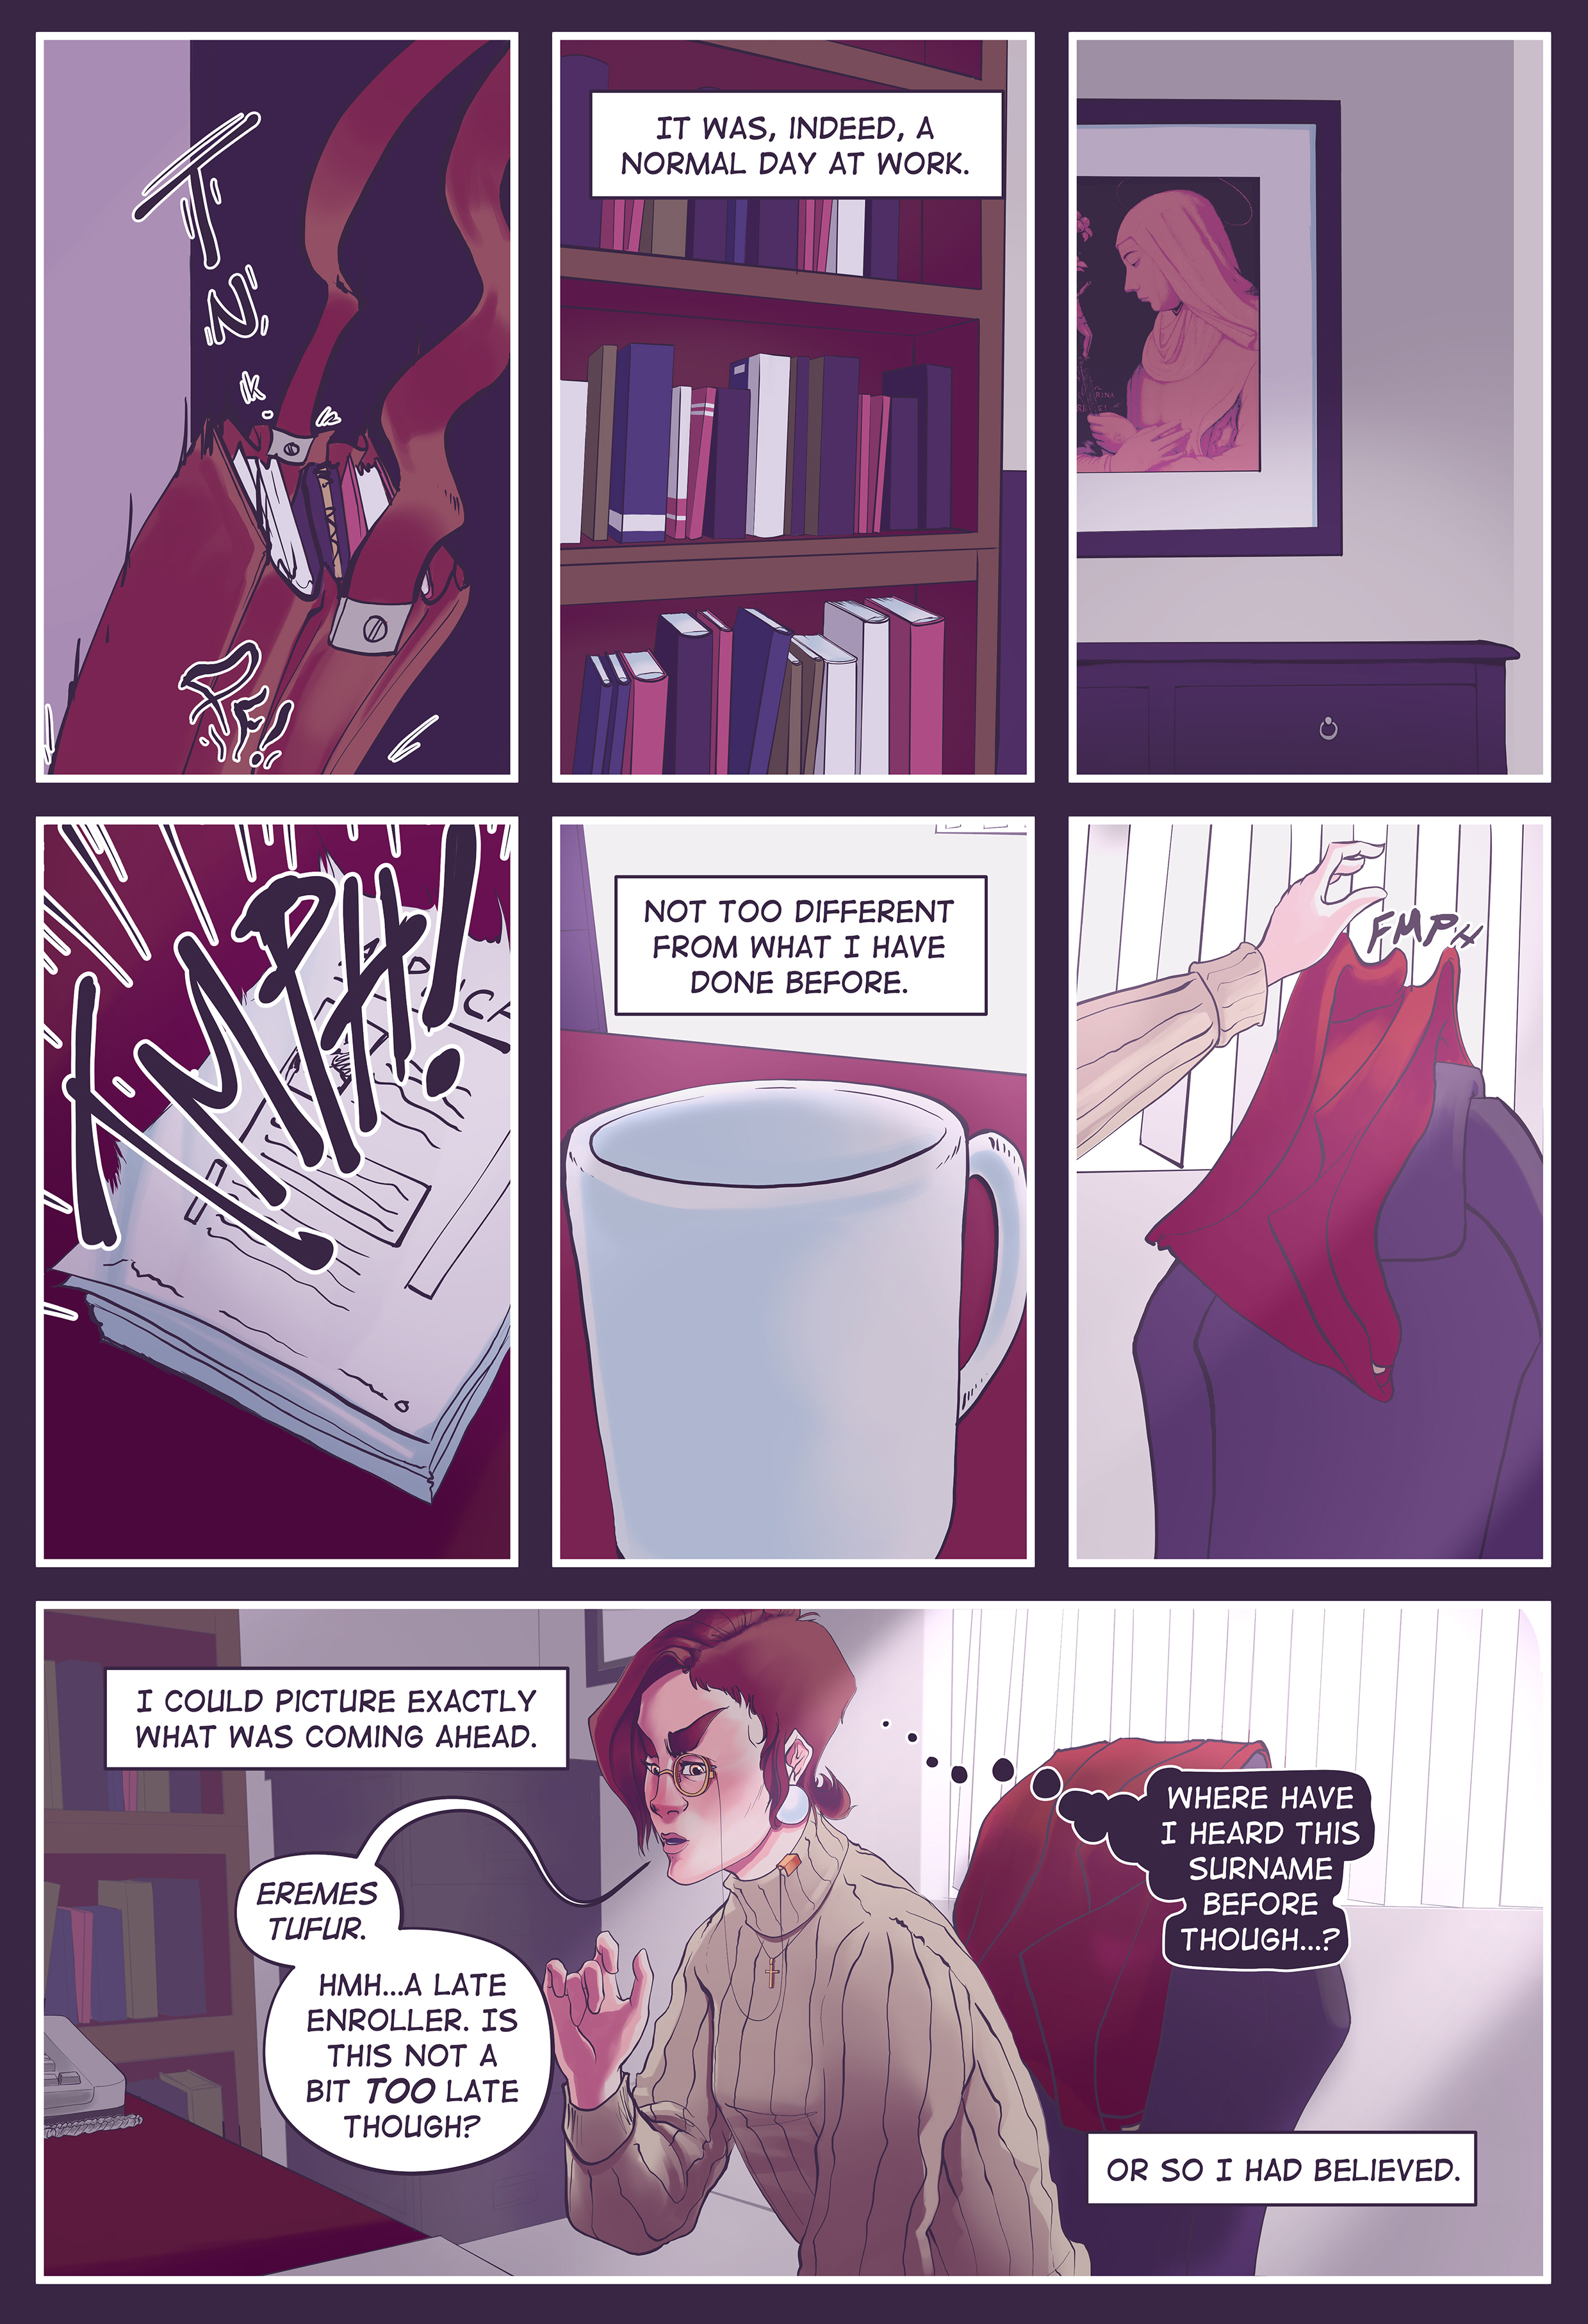 TNK
PF!
IT WAS, INDEED, A
NORMAL DAY AT WORK.
TMPH!
NOT TOO DIFFERENT
FROM WHAT I HAVE
DONE BEFORE.
FMPH
I COULD PICTURE EXACTLY
WHAT WAS COMING AHEAD.
EREMES
TUFUR.
HMH...A LATE
ENROLLER. IS
THIS NOT A
BIT TOO LATE
THOUGH?
WHERE HAVE
I HEARD THIS
SURNAME
BEFORE
THOUGH...?
OR SO I HAD BELIEVED.